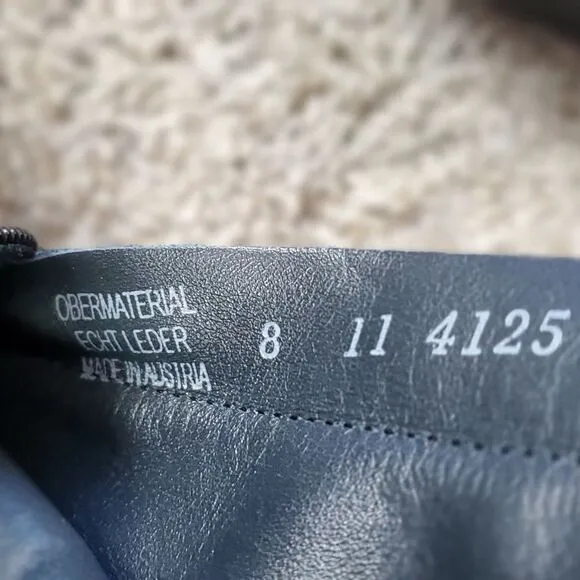 OBERMATERIAL
ECHT LEDER
MADE IN AUSTRIA
8 11 4125